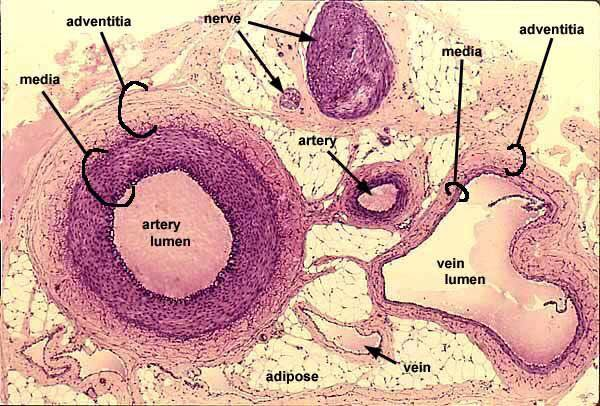 adventitia
nerve
adventitia
media
media
artery
artery
lumen
vein
lumen
vein
adipose